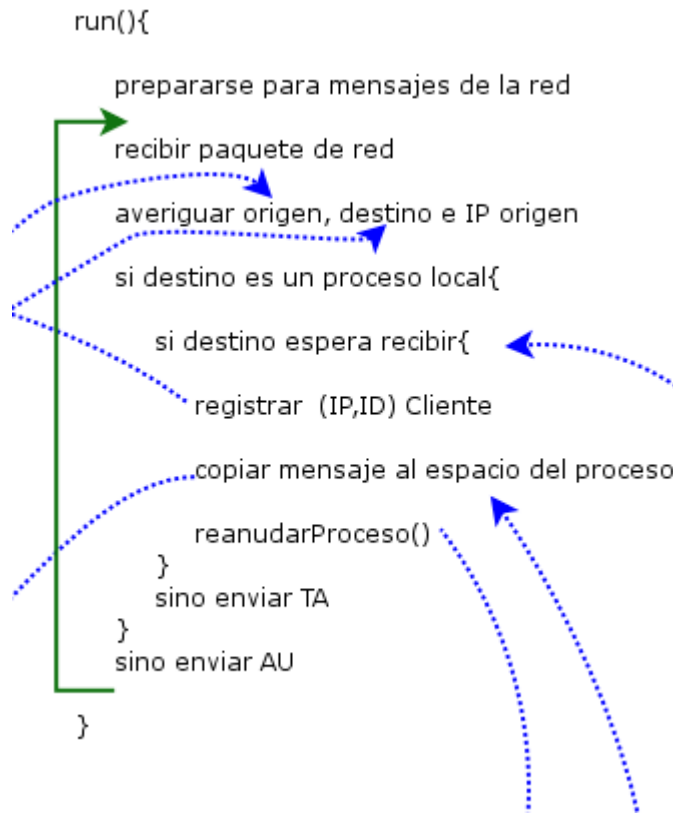 run(){
prepararse para mensajes de la red
recibir paquete de red
averiguar origen, destino e IP origen
si destino es un proceso local{
si destino espera recibir{
registrar (IP,ID) Cliente
copiar mensaje al espacio del proceso
reanudarProceso()
}
sino enviar TA
}
sino enviar AU
}